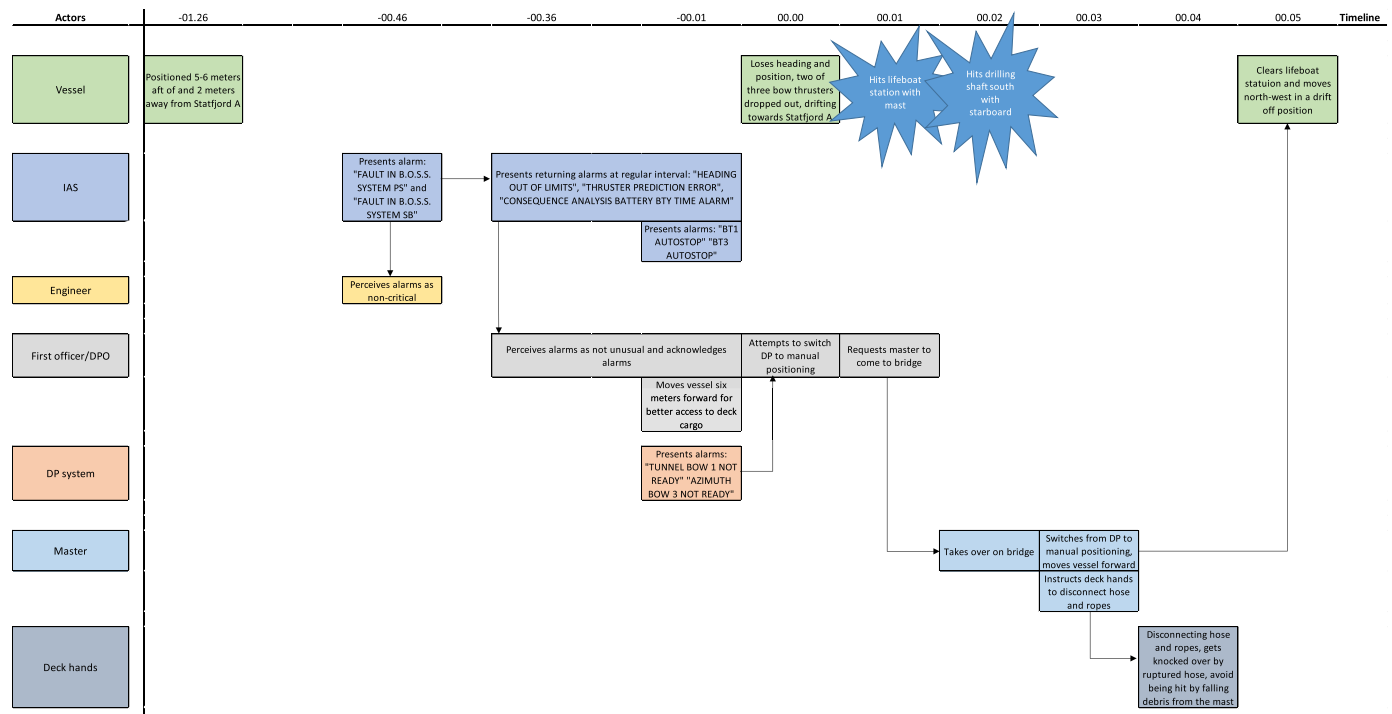 Actors
-01.26
-00.46
-00.36
-00.01
00.00
00.01
00.02
00.03
00.04
00.05
Timeline
Vessel
Positioned 5-6 meters
aft of and 2 meters
away from Statfjord A
Loses heading and
position, two of
three bow thrusters
dropped out, drifting
towards Statfjord A
Hits lifeboat
station with
mast
Hits drilling
shaft south
with
starboard
Clears lifeboat
statuion and moves
north-west in a drift
off position
IAS
Presents alarm:
"FAULT IN B.O.S.S.
SYSTEM PS" and
"FAULT IN B.O.S.S.
SYSTEM SB"
Presents returning alarms at regular interval: "HEADING
OUT OF LIMITS", "THRUSTER PREDICTION ERROR",
"CONSEQUENCE ANALYSIS BATTERY BTY TIME ALARM"
Presents alarms: "BT1
AUTOSTOP" "BT3
AUTOSTOP"
Engineer
Perceives alarms as
non-critical
First officer/DPO
Perceives alarms as not unusual and acknowledges
alarms
Attempts to switch
DP to manual
positioning
Requests master to
come to bridge
Moves vessel six
meters forward for
better access to deck
cargo
DP system
Presents alarms:
"TUNNEL BOW 1 NOT
READY" "AZIMUTH
BOW 3 NOT READY"
Master
Takes over on bridge
Switches from DP to
manual positioning,
moves vessel forward
Instructs deck hands
to disconnect hose
and ropes
Deck hands
Disconnecting hose
and ropes, gets
knocked over by
ruptured hose, avoid
being hit by falling
debris from the mast